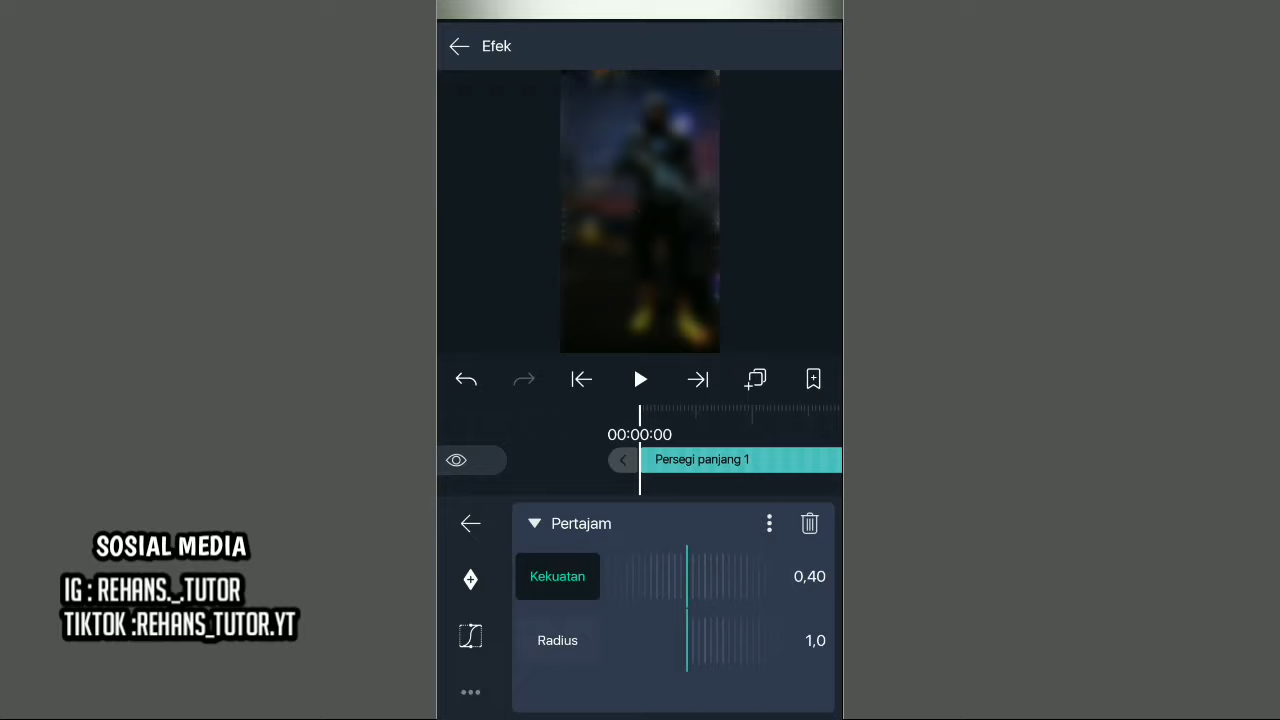 Efek
00:00:00
Persegi panjang 1
Pertajam
Kekuatan
0,40
Radius
1,0
SOSIAL MEDIA
IG : REHANS._.TUTOR
TIKTOK :REHANS_TUTOR.YT